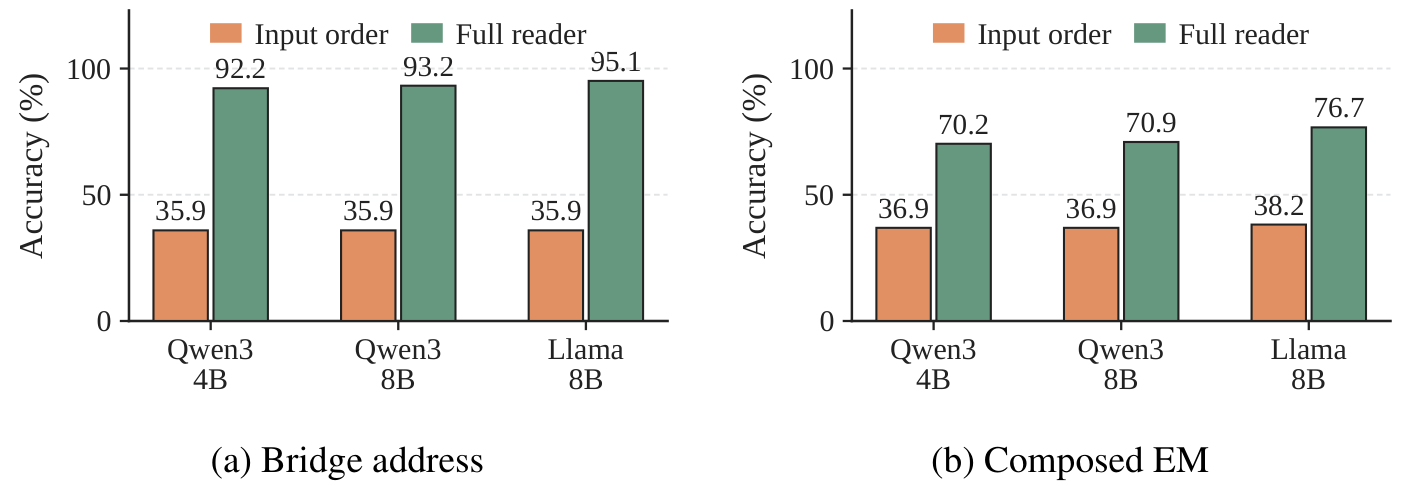 Input order Full reader
Accuracy (%)
100
50
0
92.2
93.2
95.1
35.9
35.9
35.9
Qwen3
4B
Qwen3
8B
Llama
8B
(a) Bridge address
Input order Full reader
Accuracy (%)
100
50
0
70.2
70.9
76.7
36.9
36.9
38.2
Qwen3
4B
Qwen3
8B
Llama
8B
(b) Composed EM